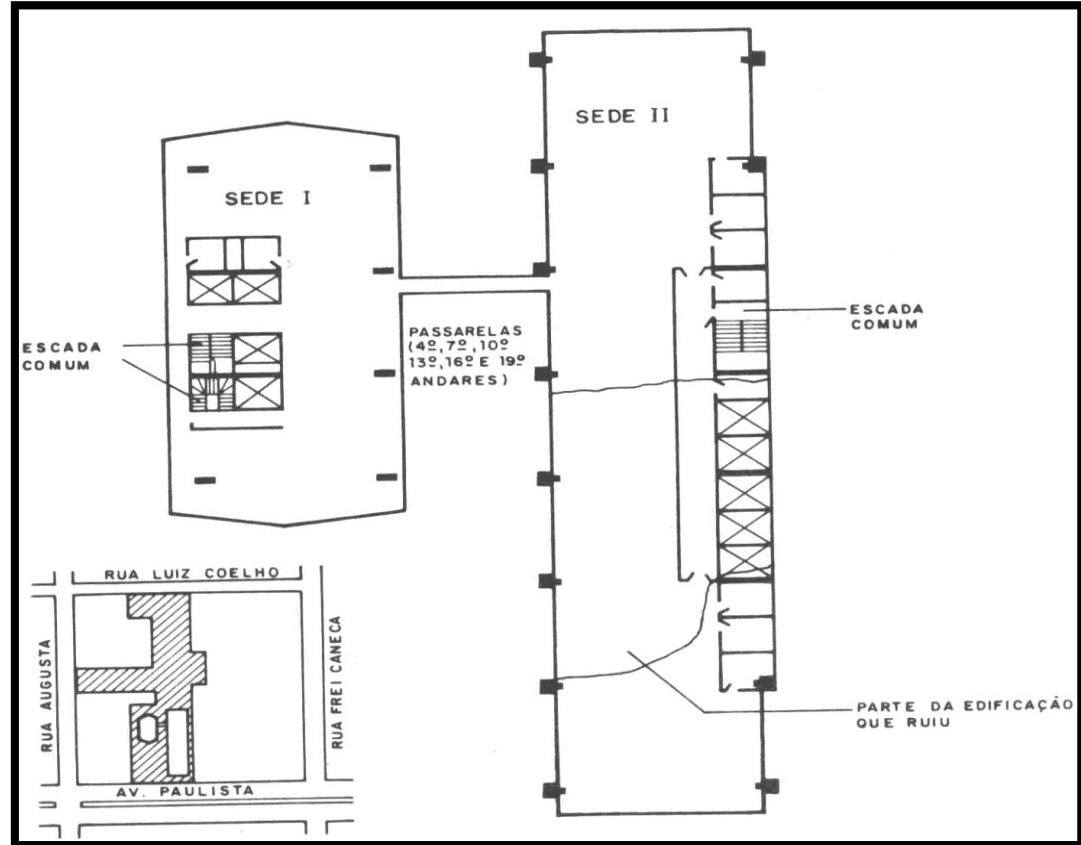 SEDE II
SEDE I
ESCADA
COMUM
PASSARELAS
(4º,7º,10º
13º,16º E 19º
ANDARES)
ESCADA
COMUM
PARTE DA EDIFICAÇÃO
QUE RUIU
RUA LUIZ COELHO
RUA AUGUSTA
RUA FREI CANECA
AV. PAULISTA